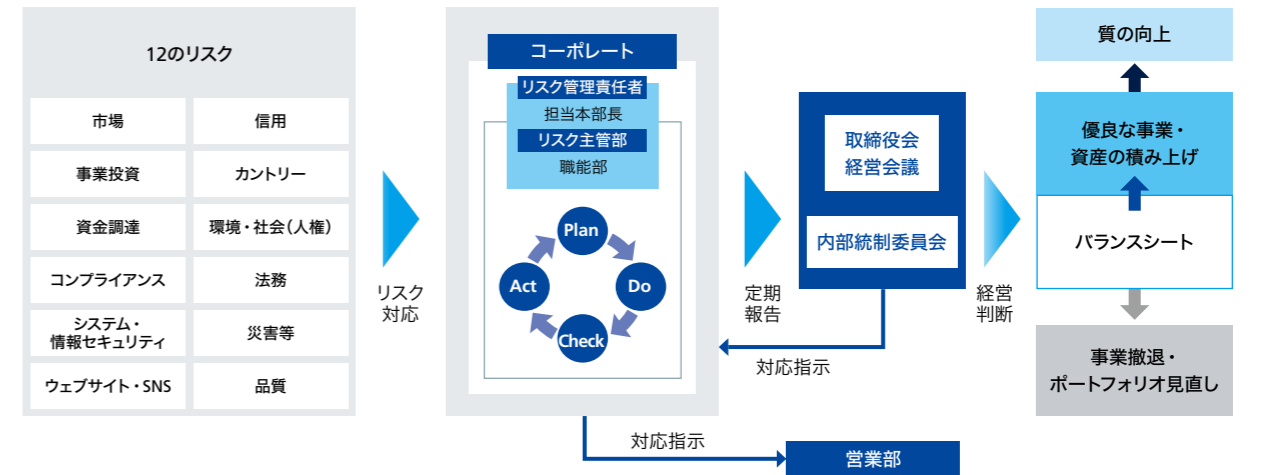 12のリスク
市場
信用
事業投資
カントリー
資金調達
環境・社会(人権)
コンプライアンス
法務
システム・
情報セキュリティ
災害等
ウェブサイト・SNS
品質
リスク
対応
コーポレート
リスク管理責任者
担当本部長
リスク主管部
職能部
Plan
Do
Check
Act
定期
報告
取締役会
経営会議
内部統制委員会
対応指示
対応指示
営業部
経営
判断
質の向上
優良な事業・
資産の積み上げ
バランスシート
事業撤退・
ポートフォリオ見直し